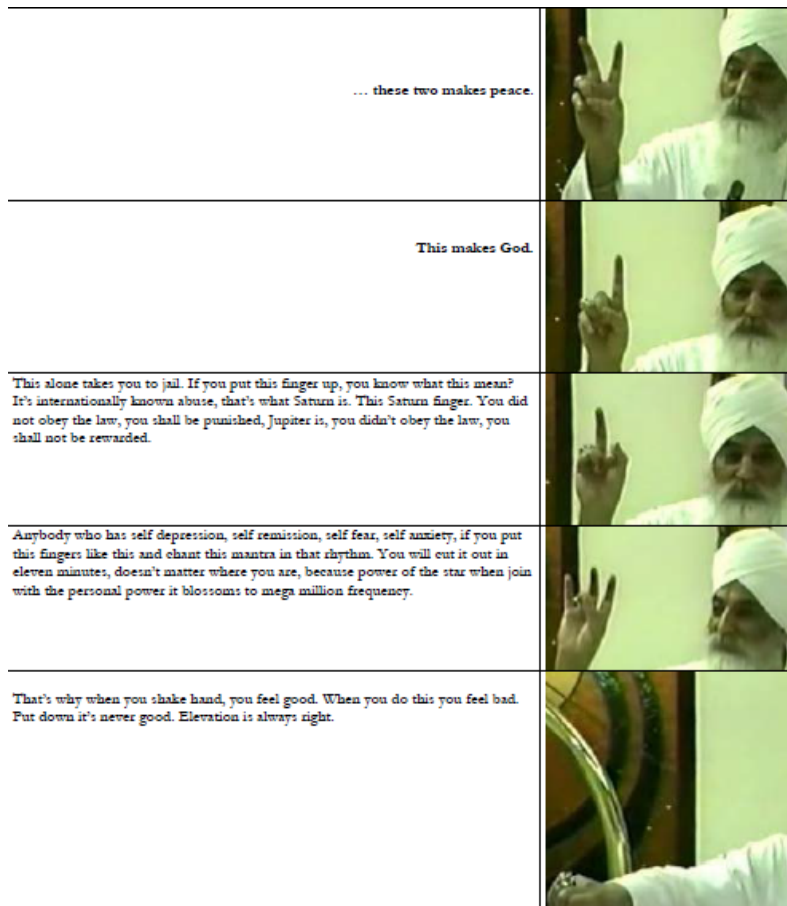 … these two makes peace.
This makes God.
This alone takes you to jail. If you put this finger up, you know what this mean?
It's internationally known abuse, that's what Saturn is. This Saturn finger. You did
not obey the law, you shall be punished, Jupiter is, you didn't obey the law, you
shall not be rewarded.
Anybody who has self depression, self remission, self fear, self anxiety, if you put
this fingers like this and chant this mantra in that rhythm. You will cut it out in
eleven minutes, doesn't matter where you are, because power of the star when join
with the personal power it blossoms to mega million frequency.
That's why when you shake hand, you feel good. When you do this you feel bad.
Put down it's never good. Elevation is always right.